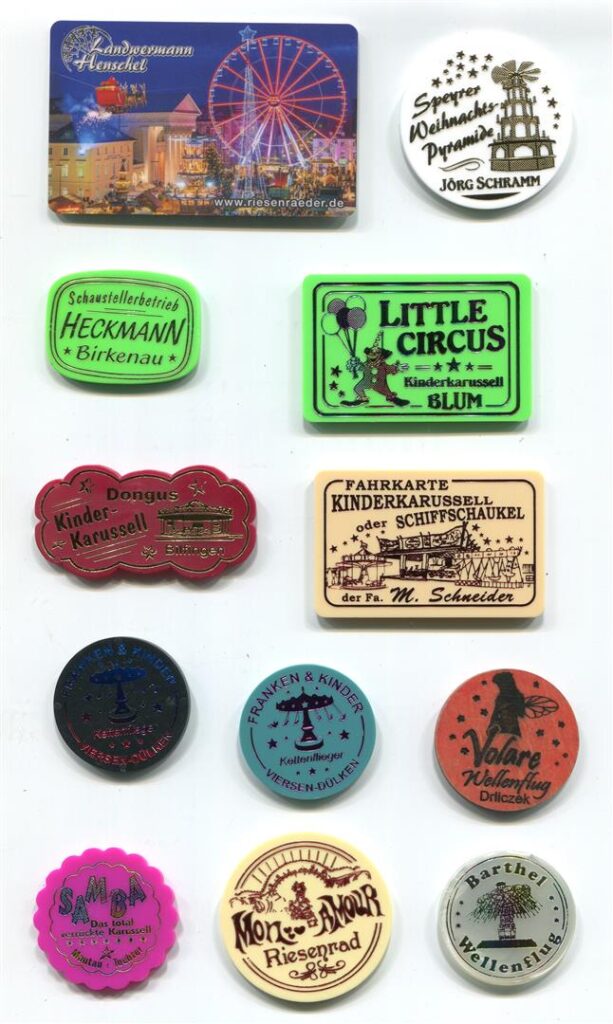 Landwermann
Henschel
www.riesenraeder.de
Speyrer
Weihnachts-
Pyramide
JÖRG SCHRAMM
Schaustellerbetrieb
HECKMANN
Birkenau
LITTLE
CIRCUS
Kinderkarussell
BLUM
Dongus
Kinder-
Karussell
FAHRKARTE
KINDERKARUSSELL
oder SCHIFFSCHAUKEL
der Fa. M. Schneider
FRANKEN & KINDER
Kettenflieger
VIERSEN-DÜLKEN
FRANKEN & KINDER
Kettenflieger
VIERSEN-DÜLKEN
Volare
Wellenflug
Drliczek
SAMBA
Das total
verrückte Karussell
MON AMOUR
Riesenrad
Barthel
Wellenflug